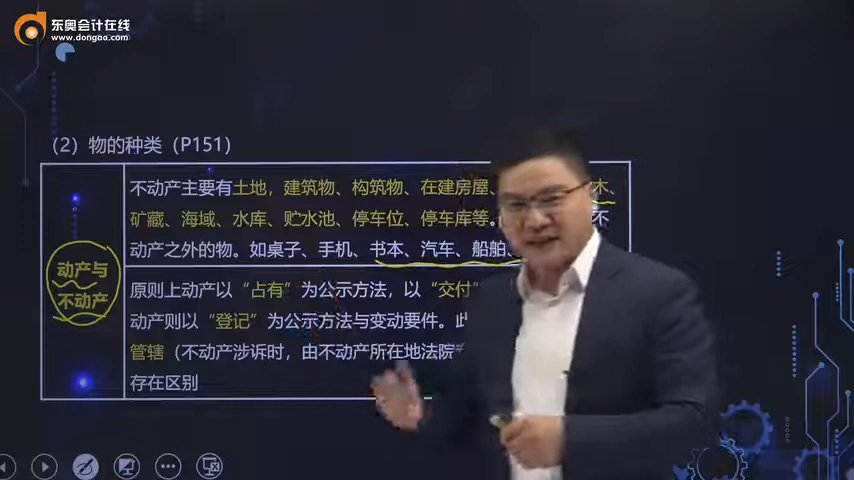 东奥会计在线
www.dongao.com
（2）物的种类（P151）
动产与
不动产
不动产主要有土地，建筑物、构筑物、在建房屋、
木、
矿藏、海域、水库、贮水池、停车位、停车库等。
不
动产之外的物。如桌子、手机、书本、汽车、船舶、
原则上动产以“占有”为公示方法，以“交付”
动产则以“登记”为公示方法与变动要件。此
管辖（不动产涉诉时，由不动产所在地法院
存在区别